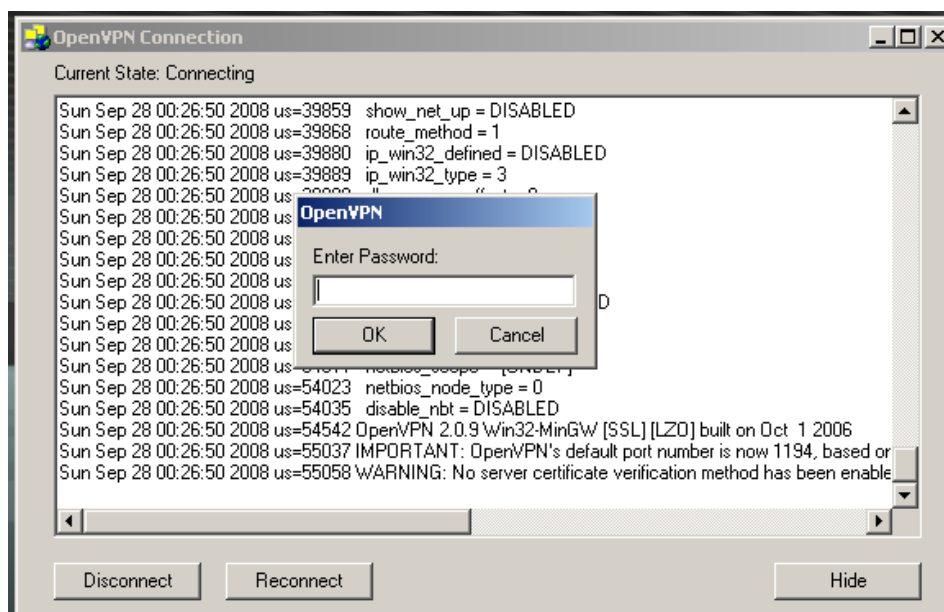 OpenVPN Connection
Current State: Connecting
Sun Sep 28 00:26:50 2008 us=39859 show_net_up = DISABLED
Sun Sep 28 00:26:50 2008 us=39868 route_method = 1
Sun Sep 28 00:26:50 2008 us=39880 ip_win32_defined = DISABLED
Sun Sep 28 00:26:50 2008 us=39889 ip_win32_type = 3
Sun Sep 28 00:26:50 2008 us
Sun Sep 28 00:26:50 2008 us
Sun Sep 28 00:26:50 2008 us
Sun Sep 28 00:26:50 2008 us
Sun Sep 28 00:26:50 2008 us
Sun Sep 28 00:26:50 2008 us D
Sun Sep 28 00:26:50 2008 us
Sun Sep 28 00:26:50 2008 us
Sun Sep 28 00:26:50 2008 us
Sun Sep 28 00:26:50 2008 us=54023 netbios_node_type = 0
Sun Sep 28 00:26:50 2008 us=54035 disable_nbt = DISABLED
Sun Sep 28 00:26:50 2008 us=54542 OpenVPN 2.0.9 Win32-MinGW [SSL] [LZO] built on Oct 1 2006
Sun Sep 28 00:26:50 2008 us=55037 IMPORTANT: OpenVPN's default port number is now 1194, based or
Sun Sep 28 00:26:50 2008 us=55058 WARNING: No server certificate verification method has been enable
OpenVPN
Enter Password:
OK Cancel
Disconnect Reconnect Hide